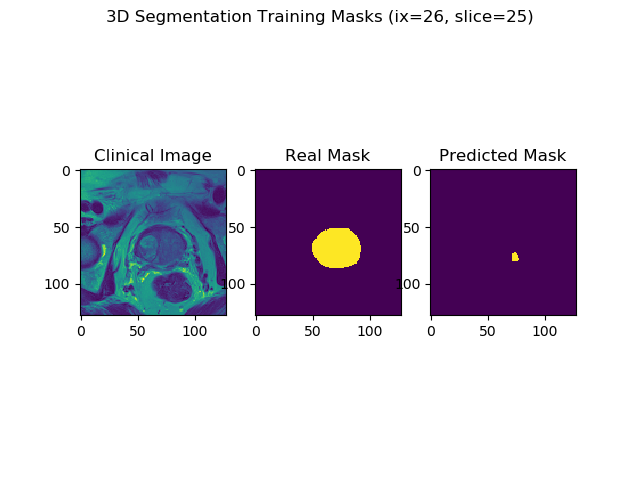 3D Segmentation Training Masks (ix=26, slice=25)
Clinical Image Real Mask Predicted Mask
0 0 0
50 50 50
100 100 100
0 50 100 0 50 100 0 50 100